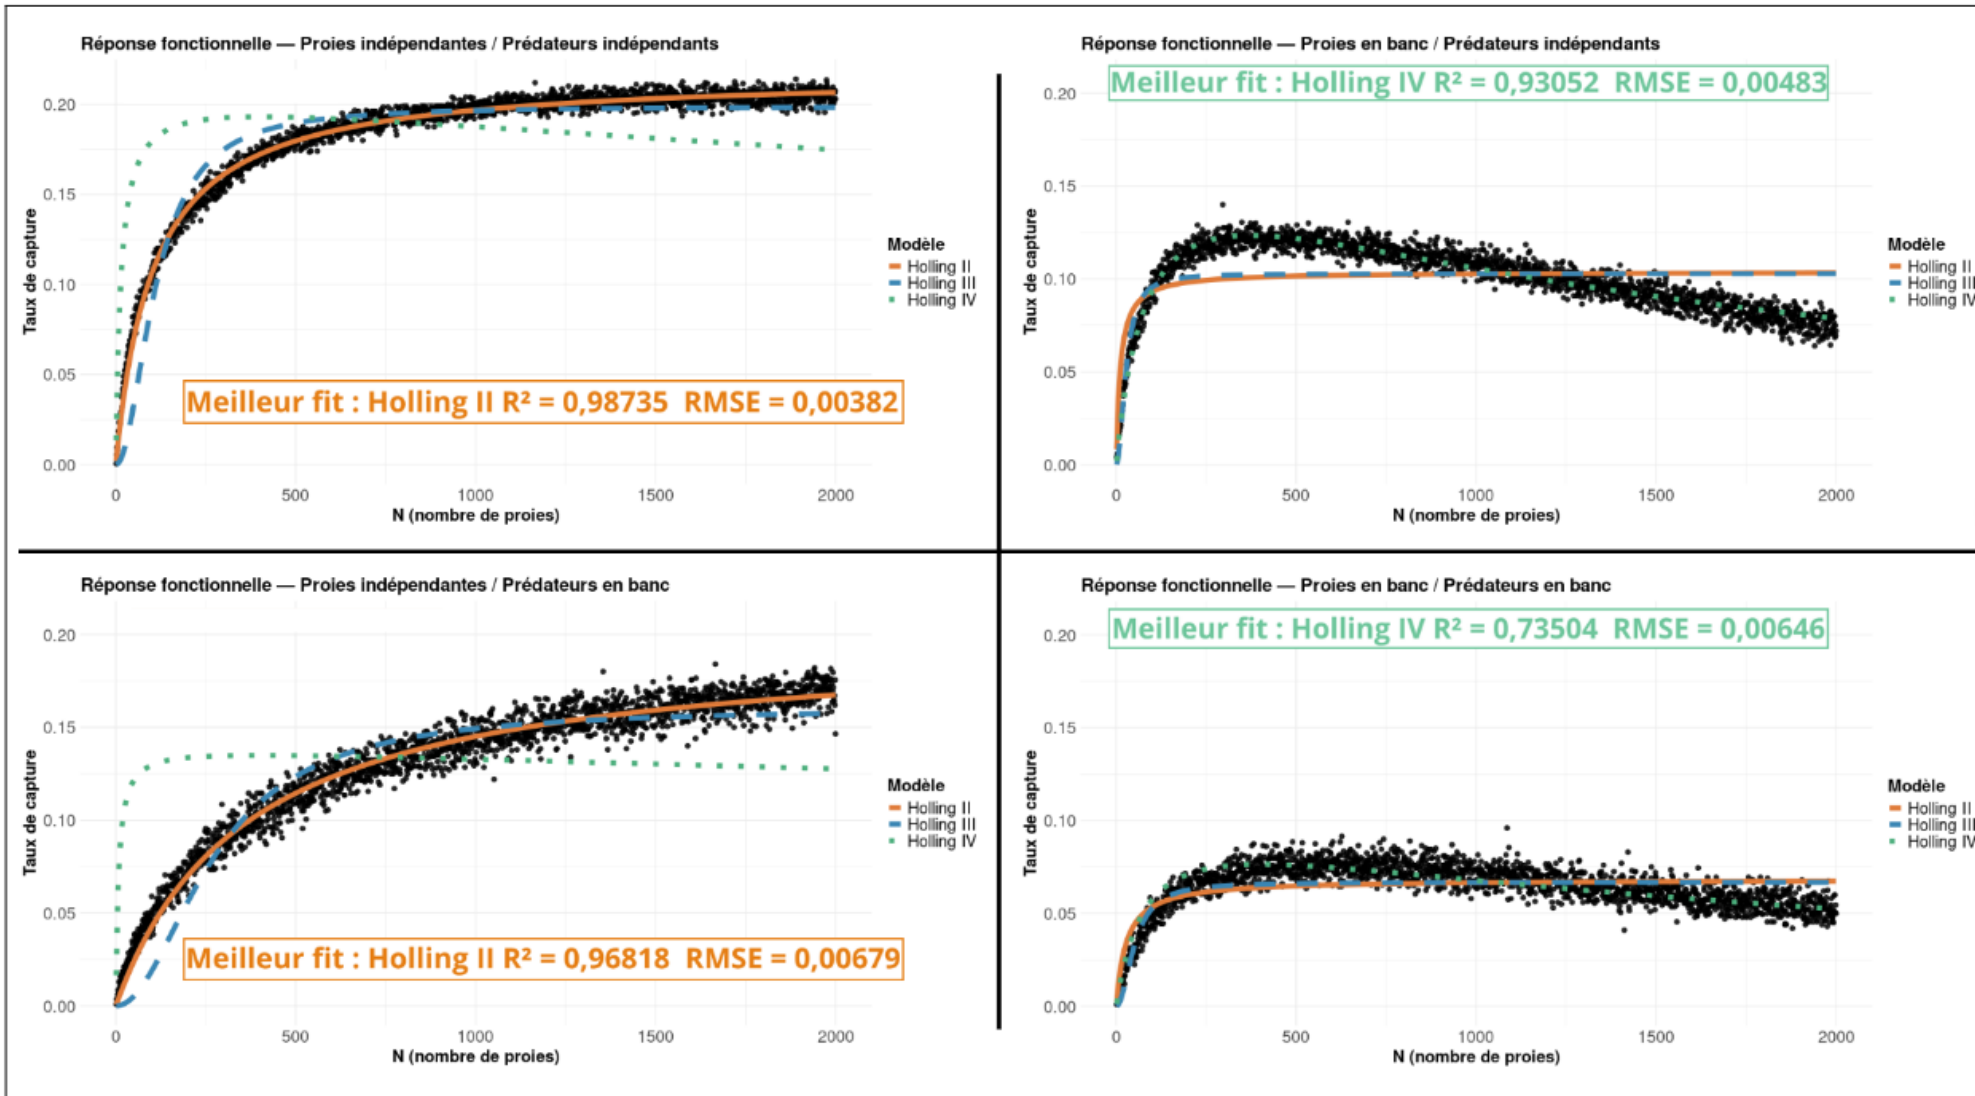 Réponse fonctionnelle — Proies indépendantes / Prédateurs indépendants
0.20
0.15
0.10
0.05
0.00
Taux de capture
0 500 1000 1500 2000
N (nombre de proies)
Modèle
Holling II
Holling III
Holling IV
Meilleur fit : Holling II R² = 0,98735 RMSE = 0,00382
Réponse fonctionnelle — Proies en banc / Prédateurs indépendants
Meilleur fit : Holling IV R² = 0,93052 RMSE = 0,00483
0.20
0.15
0.10
0.05
0.00
Taux de capture
0 500 1000 1500 2000
N (nombre de proies)
Modèle
Holling II
Holling III
Holling IV
Réponse fonctionnelle — Proies indépendantes / Prédateurs en banc
0.20
0.15
0.10
0.05
0.00
Taux de capture
0 500 1000 1500 2000
N (nombre de proies)
Modèle
Holling II
Holling III
Holling IV
Meilleur fit : Holling II R² = 0,96818 RMSE = 0,00679
Réponse fonctionnelle — Proies en banc / Prédateurs en banc
Meilleur fit : Holling IV R² = 0,73504 RMSE = 0,00646
0.20
0.15
0.10
0.05
0.00
Taux de capture
0 500 1000 1500 2000
N (nombre de proies)
Modèle
Holling II
Holling III
Holling IV